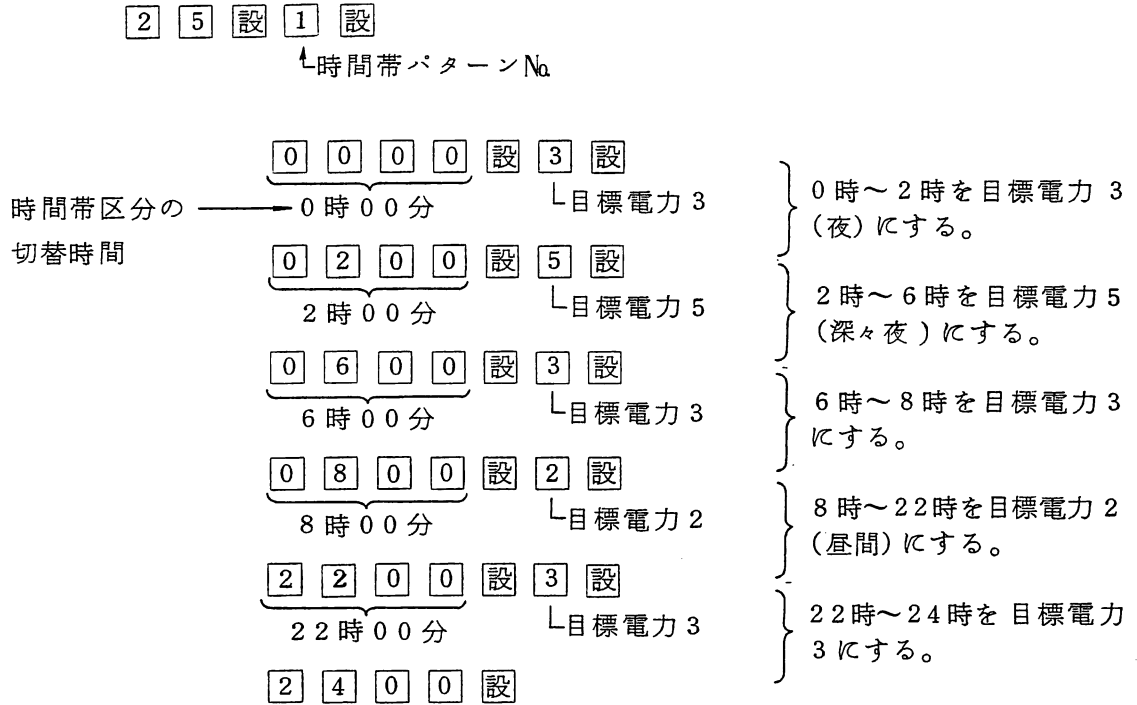 2 5 設 1 設
時間帯パターン№
0 0 0 0 設 3 設
0時00分
目標電力3
0時～2時を目標電力 3
(夜)にする。
時間帯区分の
切替時間
0 2 0 0 設 5 設
2時00分
目標電力5
2時～6時を目標電力5
(深々夜)にする。
0 6 0 0 設 3 設
6時00分
目標電力3
6時～8時を目標電力3
にする。
0 8 0 0 設 2 設
8時00分
目標電力2
8時～22時を目標電力2
(昼間)にする。
2 2 0 0 設 3 設
22時00分
目標電力3
22時～24時を 目標電力
3にする。
2 4 0 0 設